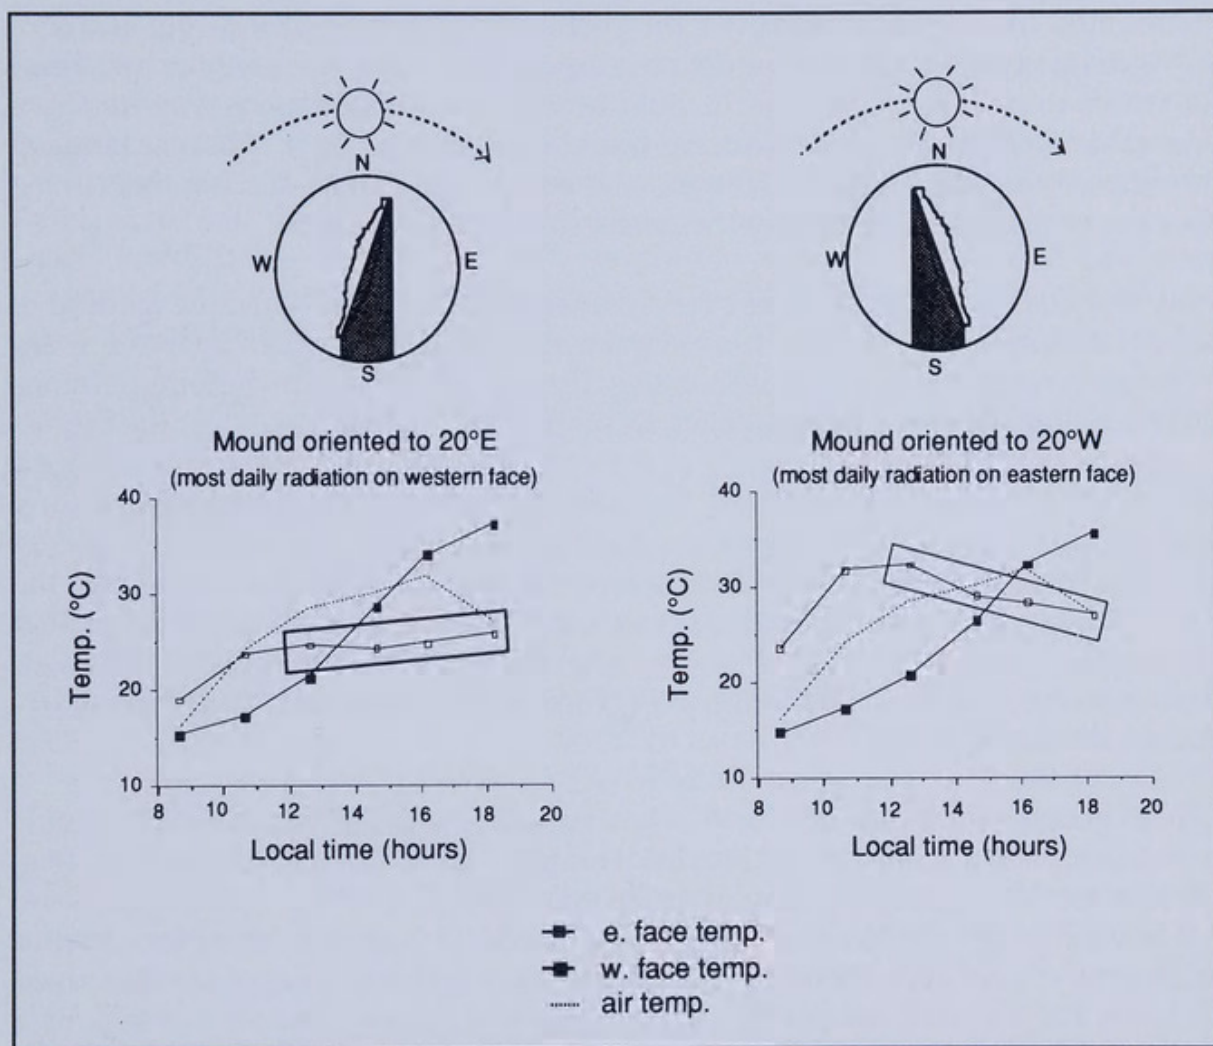 N
W
E
S
N
W
E
S
Mound oriented to 20°E
(most daily radiation on western face)
Mound oriented to 20°W
(most daily radiation on eastern face)
40
30
20
10
Temp. (°C)
8 10 12 14 16 18 20
Local time (hours)
40
30
20
10
Temp. (°C)
8 10 12 14 16 18 20
Local time (hours)
e. face temp.
w. face temp.
air temp.